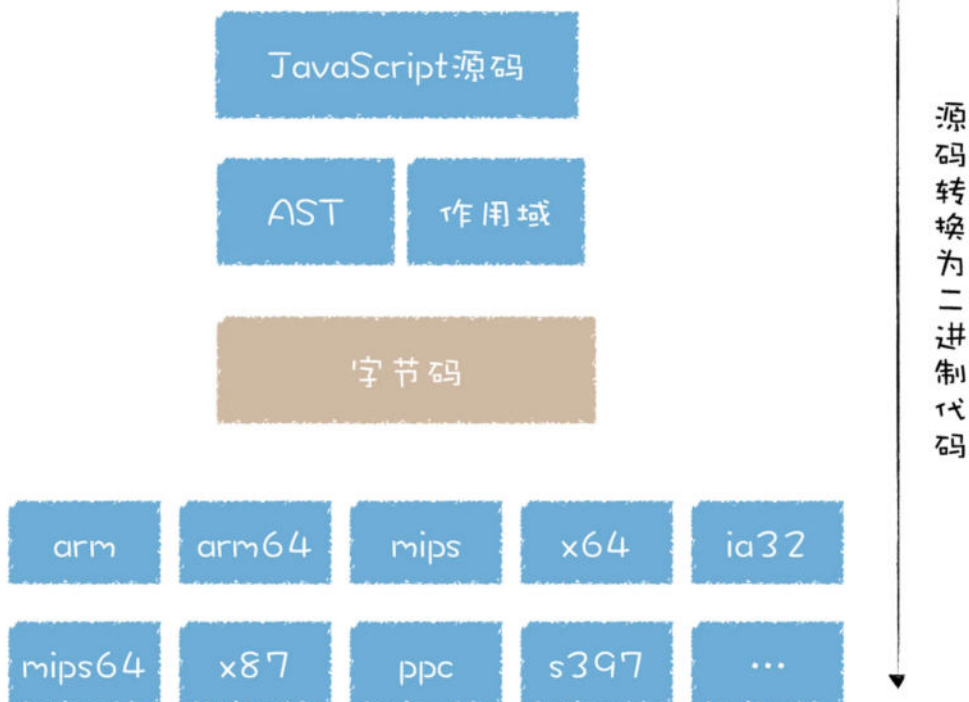 JavaScript源码
AST
作用域
字节码
arm
arm64
mips
x64
ia32
mips64
x87
ppc
s397
...
源码转换为二进制代码